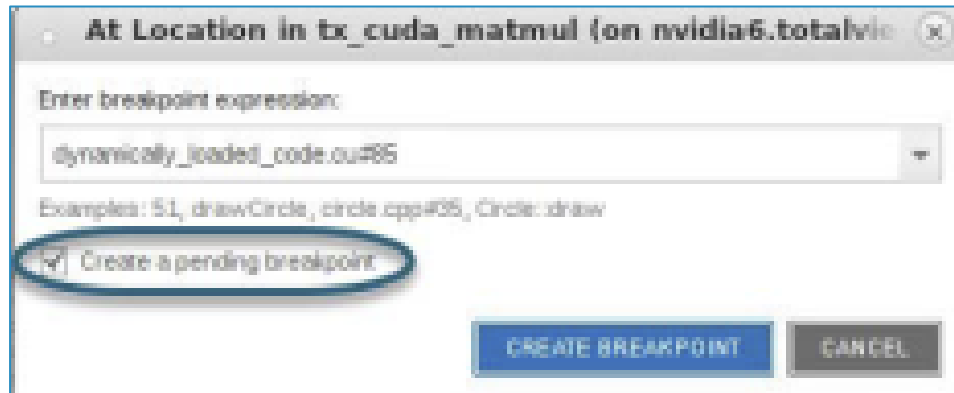 At Location in tx_cuda_matmul (on nvidia6.totalvie
Enter breakpoint expression:
dynamically_loaded_code.cu#85
Examples: 51, drawCircle, circle.cpp#35, Circle::draw
Create a pending breakpoint
CREATE BREAKPOINT
CANCEL